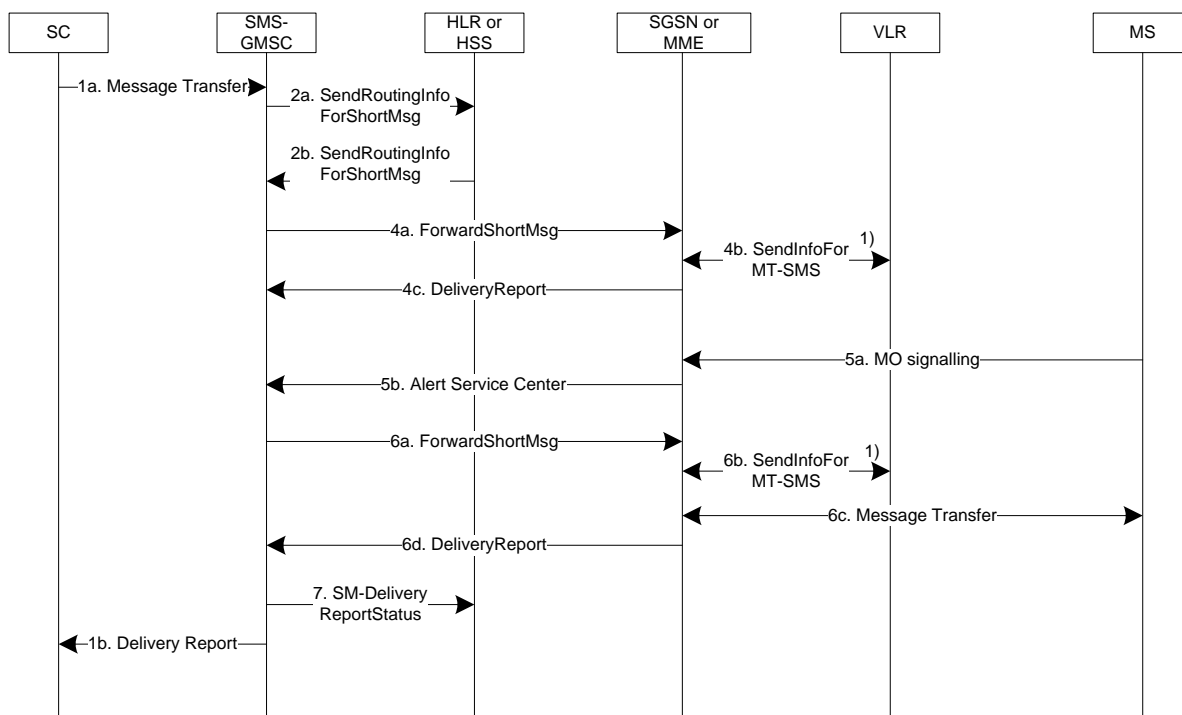 SC
SMS-
GMSC
HLR or
HSS
SGSN or
MME
VLR
MS
1a. Message Transfer
2a. SendRoutingInfo
ForShortMsg
2b. SendRoutingInfo
ForShortMsg
4a. ForwardShortMsg
4b. SendInfoFor
MT-SMS
1)
4c. DeliveryReport
5a. MO signalling
5b. Alert Service Center
6a. ForwardShortMsg
6b. SendInfoFor
MT-SMS
1)
6c. Message Transfer
6d. DeliveryReport
7. SM-Delivery
ReportStatus
1b. Delivery Report